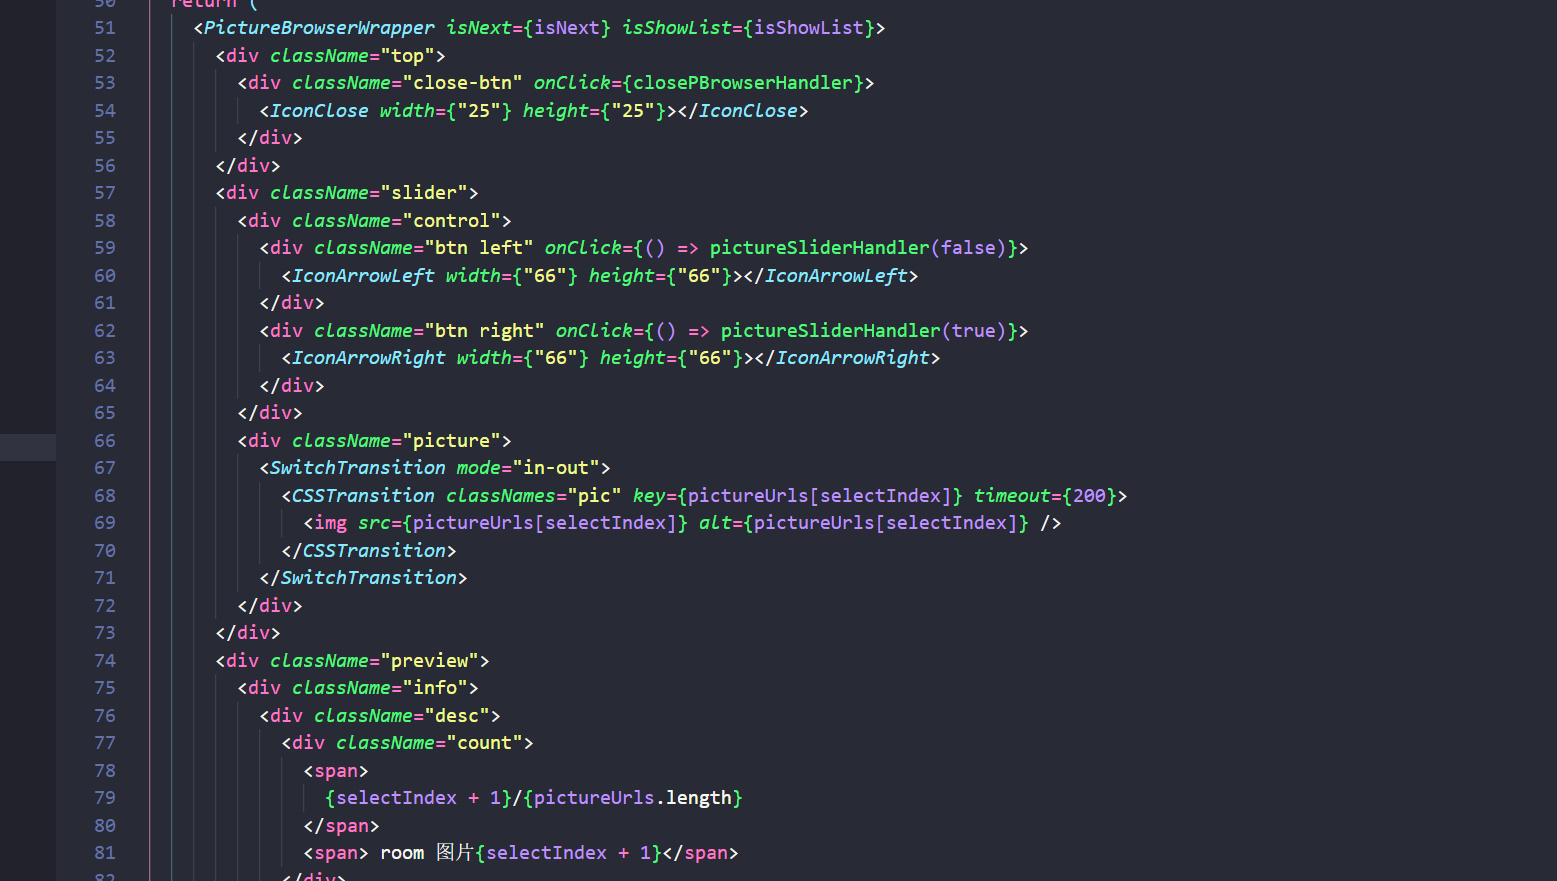 50 return (
51 <PictureBrowserWrapper isNext={isNext} isShowList={isShowList}>
52 <div className="top">
53 <div className="close-btn" onClick={closePBrowserHandler}>
54 <IconClose width={"25"} height={"25"}></IconClose>
55 </div>
56 </div>
57 <div className="slider">
58 <div className="control">
59 <div className="btn left" onClick={() => pictureSliderHandler(false)}>
60 <IconArrowLeft width={"66"} height={"66"}></IconArrowLeft>
61 </div>
62 <div className="btn right" onClick={() => pictureSliderHandler(true)}>
63 <IconArrowRight width={"66"} height={"66"}></IconArrowRight>
64 </div>
65 </div>
66 <div className="picture">
67 <SwitchTransition mode="in-out">
68 <CSSTransition classNames="pic" key={pictureUrls[selectIndex]} timeout={200}>
69 <img src={pictureUrls[selectIndex]} alt={pictureUrls[selectIndex]} />
70 </CSSTransition>
71 </SwitchTransition>
72 </div>
73 </div>
74 <div className="preview">
75 <div className="info">
76 <div className="desc">
77 <div className="count">
78 <span>
79 {selectIndex + 1}/{pictureUrls.length}
80 </span>
81 <span> room 图片{selectIndex + 1}</span>
82 </div>